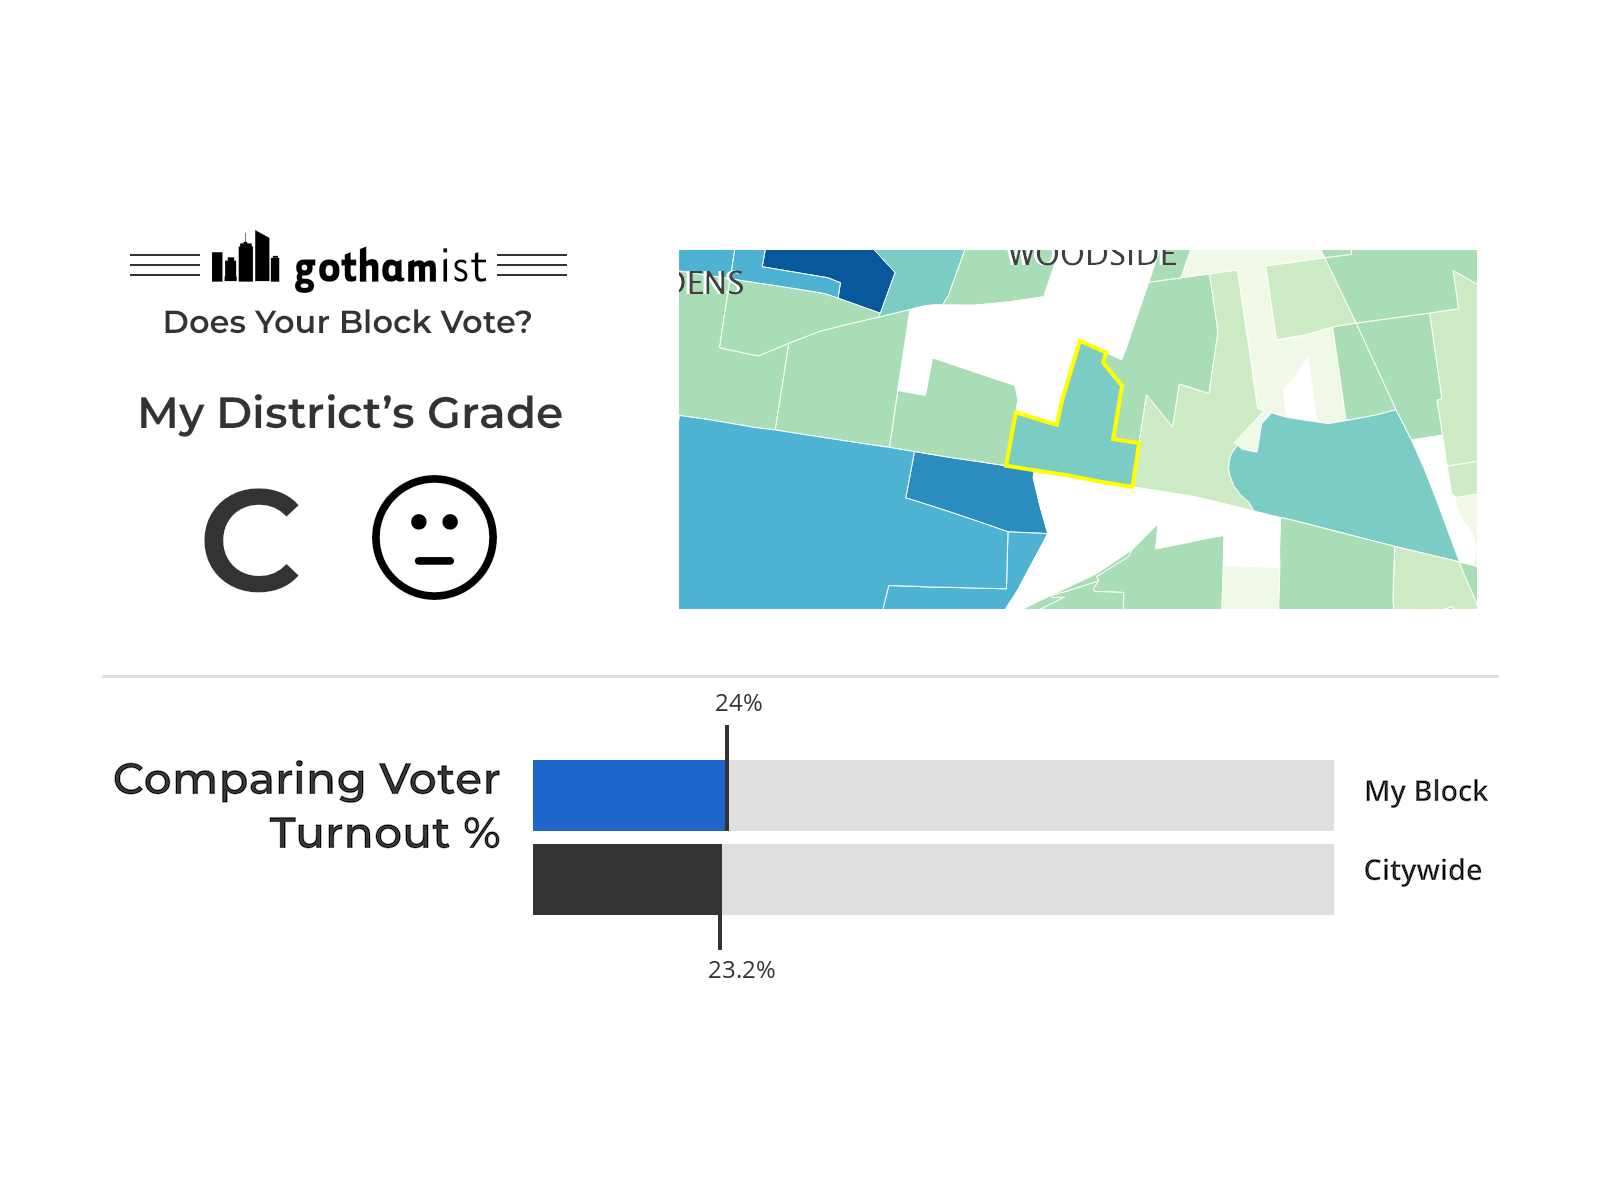 gothamist
Does Your Block Vote?
My District's Grade
C
WOODSIDE
DENS
24%
Comparing Voter
Turnout %
My Block
Citywide
23.2%